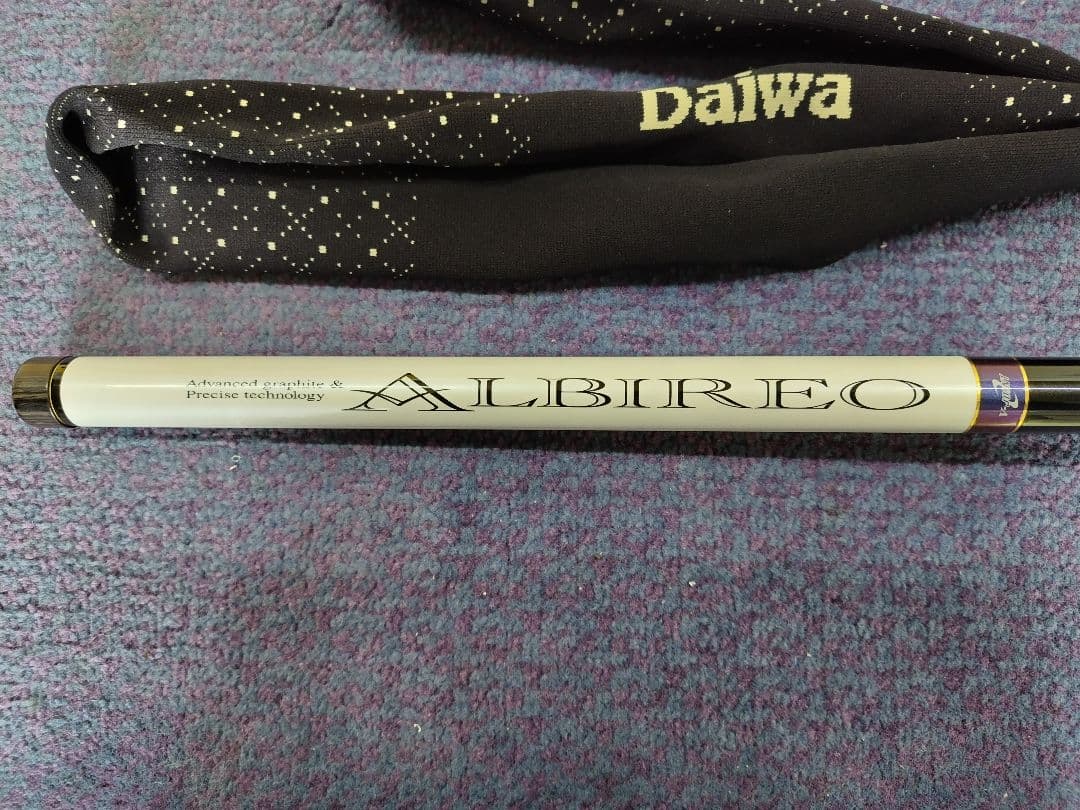 Daiwa
Advanced graphite &
Precise technology
ALBIREO